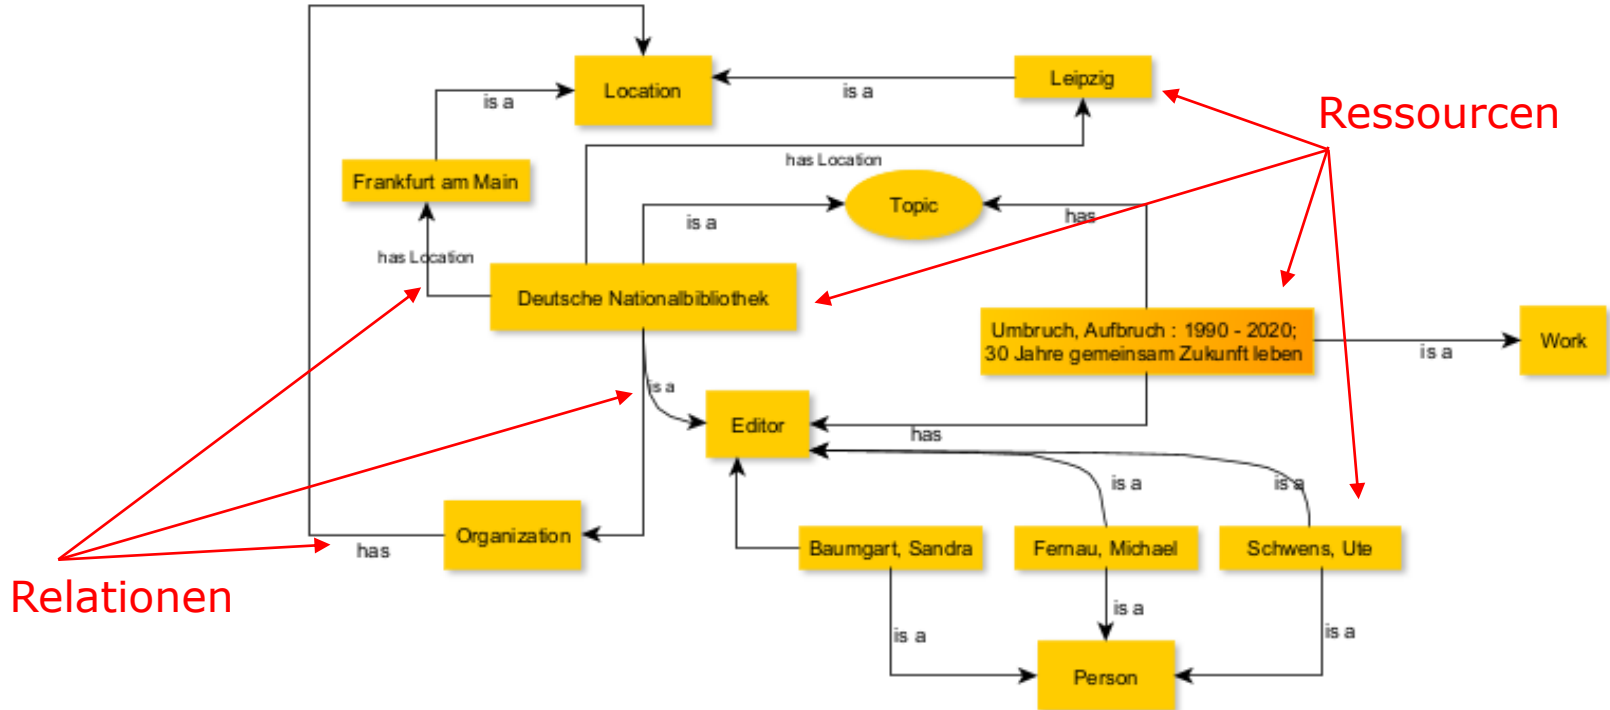 Location
is a
Leipzig
is a
Ressourcen
has Location
Frankfurt am Main
Topic
is a
has
has Location
Deutsche Nationalbibliothek
Umbruch, Aufbruch : 1990 - 2020;
30 Jahre gemeinsam Zukunft leben
is a
Work
is a
Editor
has
is a
is a
Organization
has
Baumgart, Sandra
Fernau, Michael
Schwens, Ute
Relationen
is a
is a
is a
Person